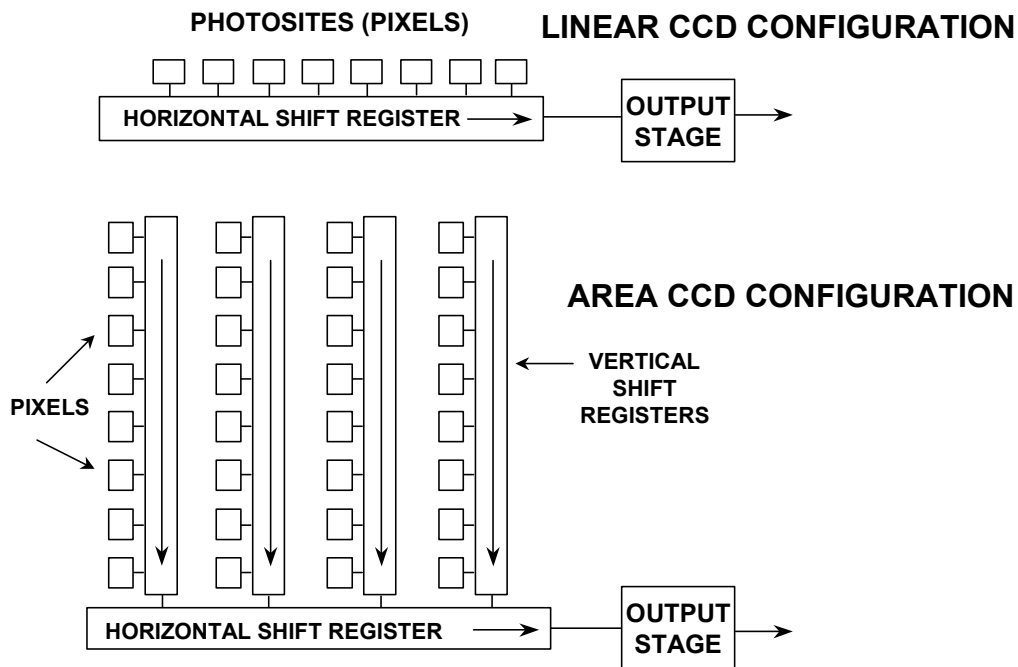 PHOTOSITES (PIXELS)
LINEAR CCD CONFIGURATION
HORIZONTAL SHIFT REGISTER
OUTPUT
STAGE
AREA CCD CONFIGURATION
PIXELS
VERTICAL
SHIFT
REGISTERS
HORIZONTAL SHIFT REGISTER
OUTPUT
STAGE